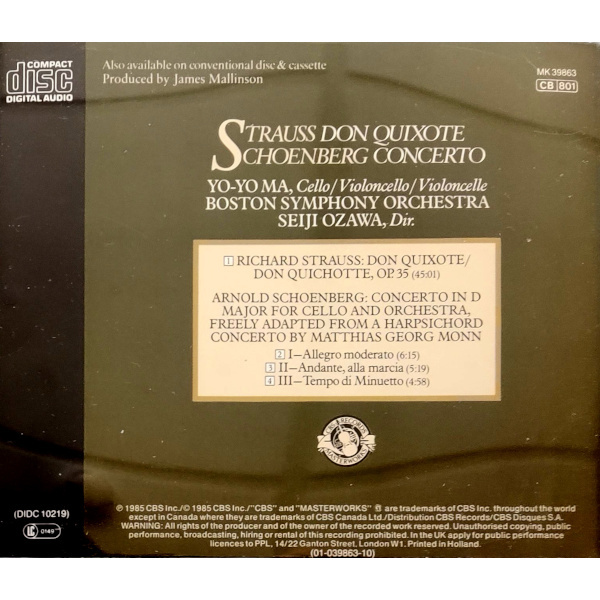 COMPACT
disc
DIGITAL AUDIO
Also available on conventional disc & cassette
Produced by James Mallinson
MK 39863
CB 801
STRAUSS DON QUIXOTE
SCHOENBERG CONCERTO
YO-YO MA, Cello/Violoncello/Violoncelle
BOSTON SYMPHONY ORCHESTRA
SEIJI OZAWA, Dir.
1 RICHARD STRAUSS: DON QUIXOTE/
DON QUICHOTTE, OP. 35 (45:01)
ARNOLD SCHOENBERG: CONCERTO IN D
MAJOR FOR CELLO AND ORCHESTRA,
FREELY ADAPTED FROM A HARPSICHORD
CONCERTO BY MATTHIAS GEORG MONN
2 I–Allegro moderato (6:15)
3 II–Andante, alla marcia (5:19)
4 III–Tempo di Minuetto (4:58)
CBS RECORDS
MASTERWORKS
(DIDC 10219)
LC 0149
℗ 1985 CBS Inc./© 1985 CBS Inc./"CBS" and "MASTERWORKS" are trademarks of CBS Inc. throughout the world
except in Canada where they are trademarks of CBS Canada Ltd./Distribution CBS Records/CBS Disques S.A.
WARNING: All rights of the producer and of the owner of the recorded work reserved. Unauthorised copying, public
performance, broadcasting, hiring or rental of this recording prohibited. In the UK apply for public performance
licences to PPL, 14/22 Ganton Street, London W1. Printed in Holland.
(01-039863-10)